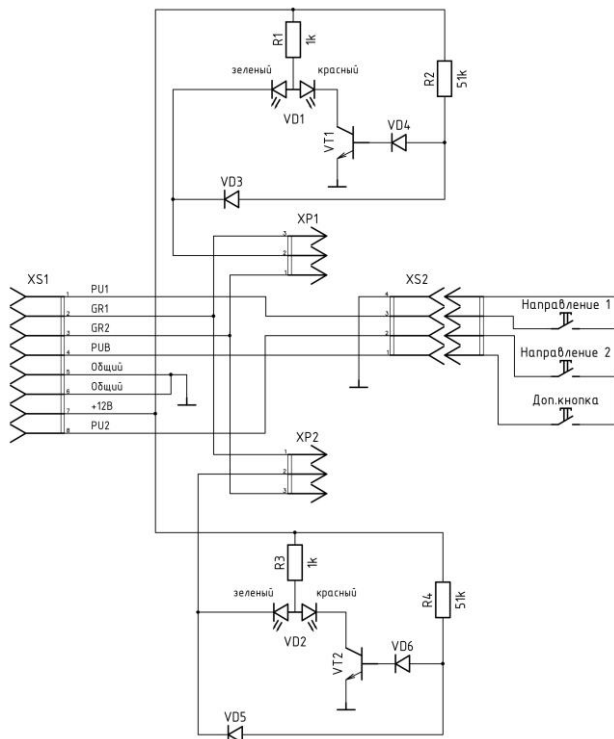 R1
1k
зеленый
красный
R2
51k
VD1
VT1
VD4
VD3
XP1
3
2
1
XS1
XS2
1 PU1
2 GR1
3 GR2
4 PUB
5 Общий
6 Общий
7 +12В
8 PU2
4
3
2
1
Направление 1
Направление 2
Доп.кнопка
XP2
1
2
3
R3
1k
зеленый
красный
R4
51k
VD2
VT2
VD6
VD5